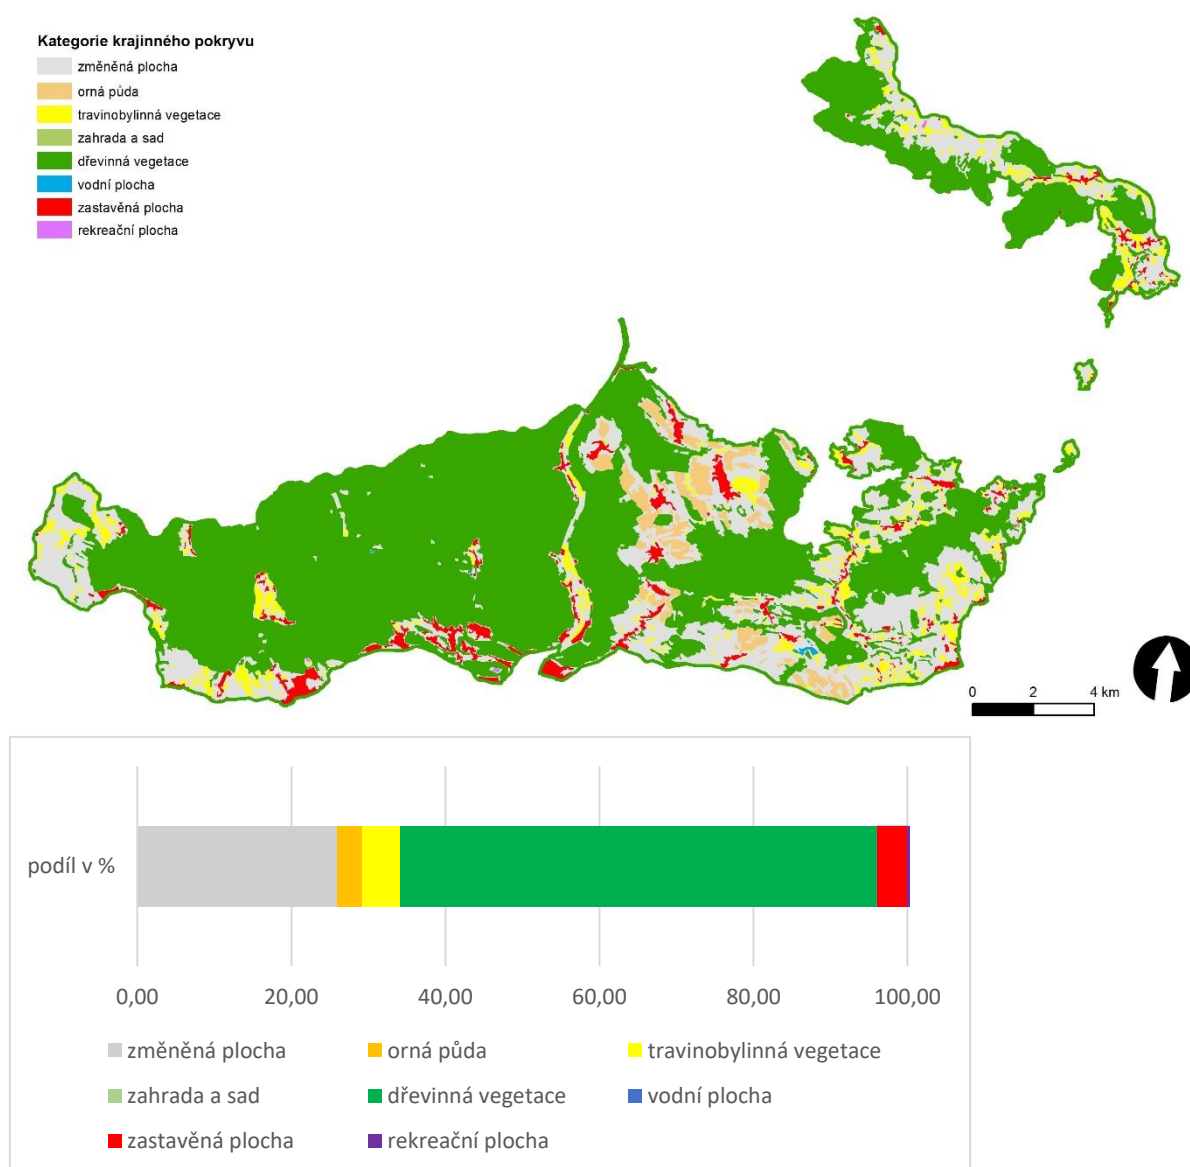 Kategorie krajinného pokryvu
změněná plocha
orná půda
travinobylinná vegetace
zahrada a sad
dřevinná vegetace
vodní plocha
zastavěná plocha
rekreační plocha
0 2 4 km
podíl v %
0,00 20,00 40,00 60,00 80,00 100,00
změněná plocha orná půda travinobylinná vegetace
zahrada a sad dřevinná vegetace vodní plocha
zastavěná plocha rekreační plocha